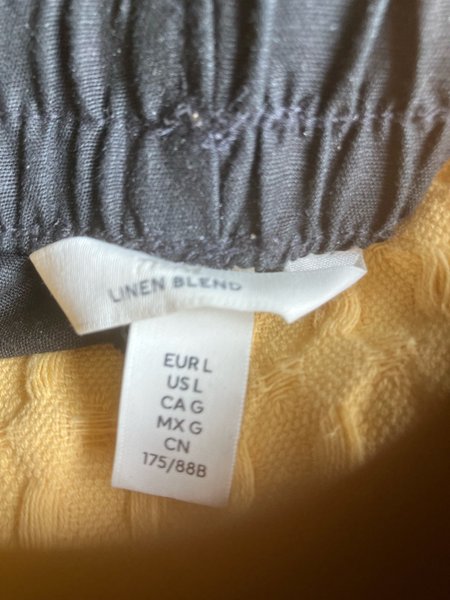 LINEN BLEND
EUR L
US L
CA G
MX G
CN
175/88B